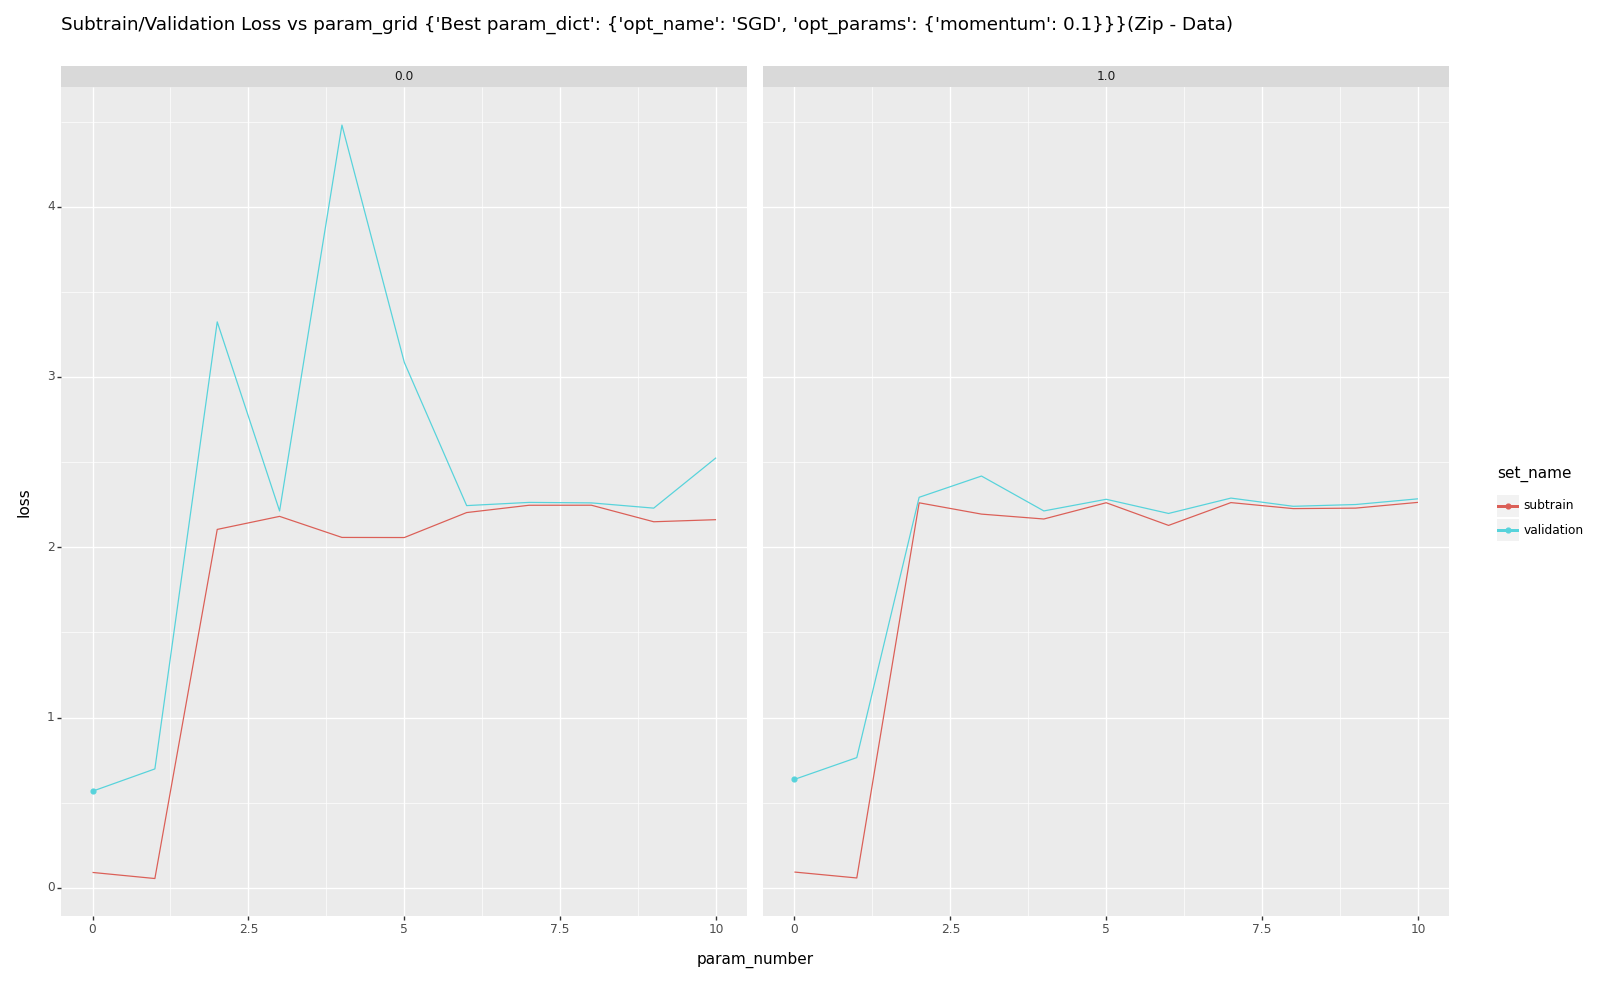 Subtrain/Validation Loss vs param_grid {'Best param_dict': {'opt_name': 'SGD', 'opt_params': {'momentum': 0.1}}}(Zip - Data)
0.0
1.0
4
3
2
1
0
loss
0
2.5
5
7.5
10
0
2.5
5
7.5
10
param_number
set_name
subtrain
validation